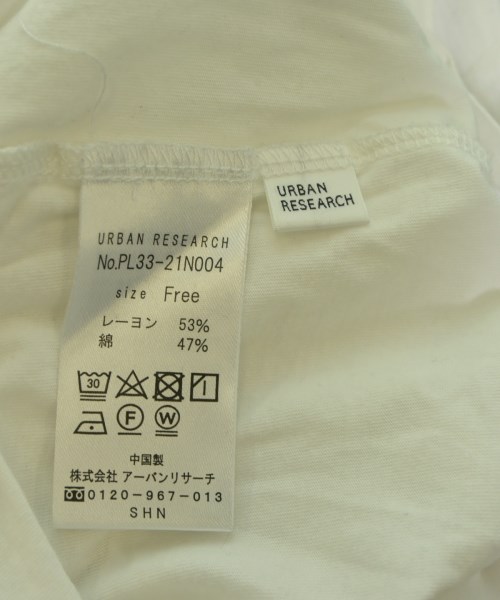 URBAN RESEARCH
URBAN RESEARCH
No.PL33-21N004
size Free
レーヨン 53%
綿 47%
30
F W
中国製
株式会社 アーバンリサーチ
0120-967-013
SHN